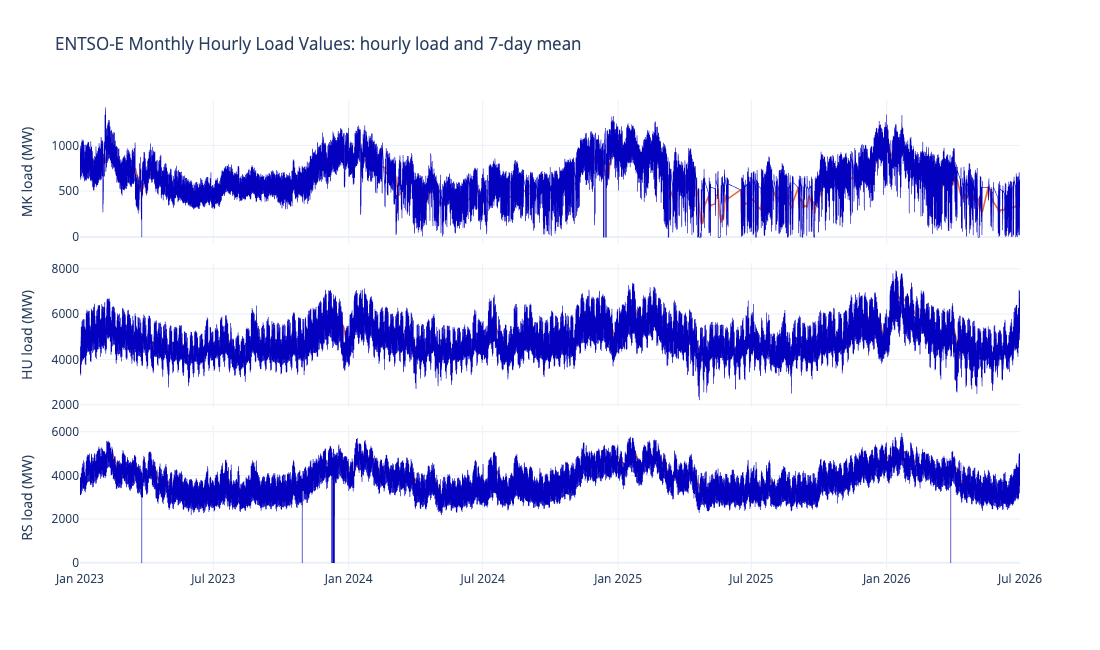 ENTSO-E Monthly Hourly Load Values: hourly load and 7-day mean
MK load (MW)
1000
500
0
HU load (MW)
8000
6000
4000
2000
RS load (MW)
6000
4000
2000
0
Jan 2023 Jul 2023 Jan 2024 Jul 2024 Jan 2025 Jul 2025 Jan 2026 Jul 2026